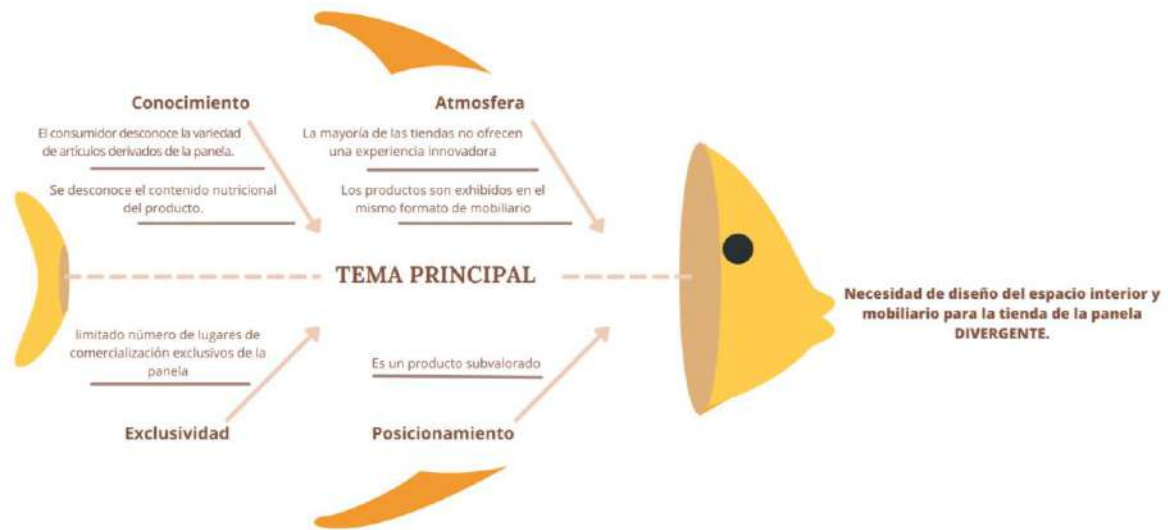 Conocimiento
El consumidor desconoce la variedad
de artículos derivados de la panela.
Se desconoce el contenido nutricional
del producto.
Atmosfera
La mayoría de las tiendas no ofrecen
una experiencia innovadora
Los productos son exhibidos en el
mismo formato de mobiliario
TEMA PRINCIPAL
Necesidad de diseño del espacio interior y
mobiliario para la tienda de la panela
DIVERGENTE.
limitado número de lugares de
comercialización exclusivos de la
panela
Exclusividad
Es un producto subvalorado
Posicionamiento